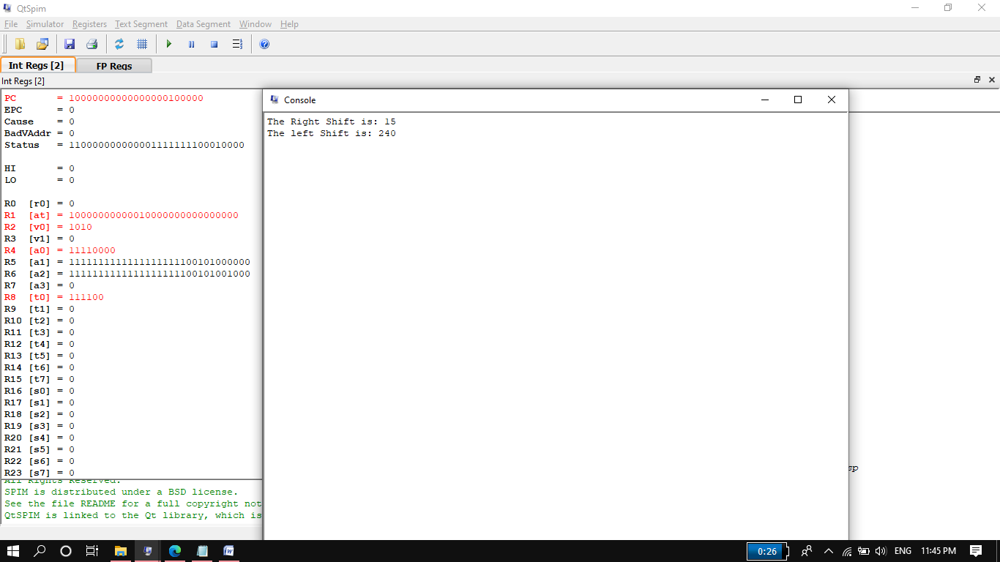 QtSpim
File Simulator Registers Text Segment Data Segment Window Help
Int Regs [2] FP Regs
Int Regs [2]
PC = 10000000000000000100000
EPC = 0
Cause = 0
BadVAddr = 0
Status = 110000000000001111111100010000
HI = 0
LO = 0
R0 [r0] = 0
R1 [at] = 10000000000010000000000000000
R2 [v0] = 1010
R3 [v1] = 0
R4 [a0] = 11110000
R5 [a1] = 1111111111111111111100101000000
R6 [a2] = 1111111111111111111100101001000
R7 [a3] = 0
R8 [t0] = 111100
R9 [t1] = 0
R10 [t2] = 0
R11 [t3] = 0
R12 [t4] = 0
R13 [t5] = 0
R14 [t6] = 0
R15 [t7] = 0
R16 [s0] = 0
R17 [s1] = 0
R18 [s2] = 0
R19 [s3] = 0
R20 [s4] = 0
R21 [s5] = 0
R22 [s6] = 0
R23 [s7] = 0
All Rights Reserved.
SPIM is distributed under a BSD license.
See the file README for a full copyright not
QtSPIM is linked to the Qt library, which is
Console
The Right Shift is: 15
The left Shift is: 240
sp
0:26 ENG 11:45 PM